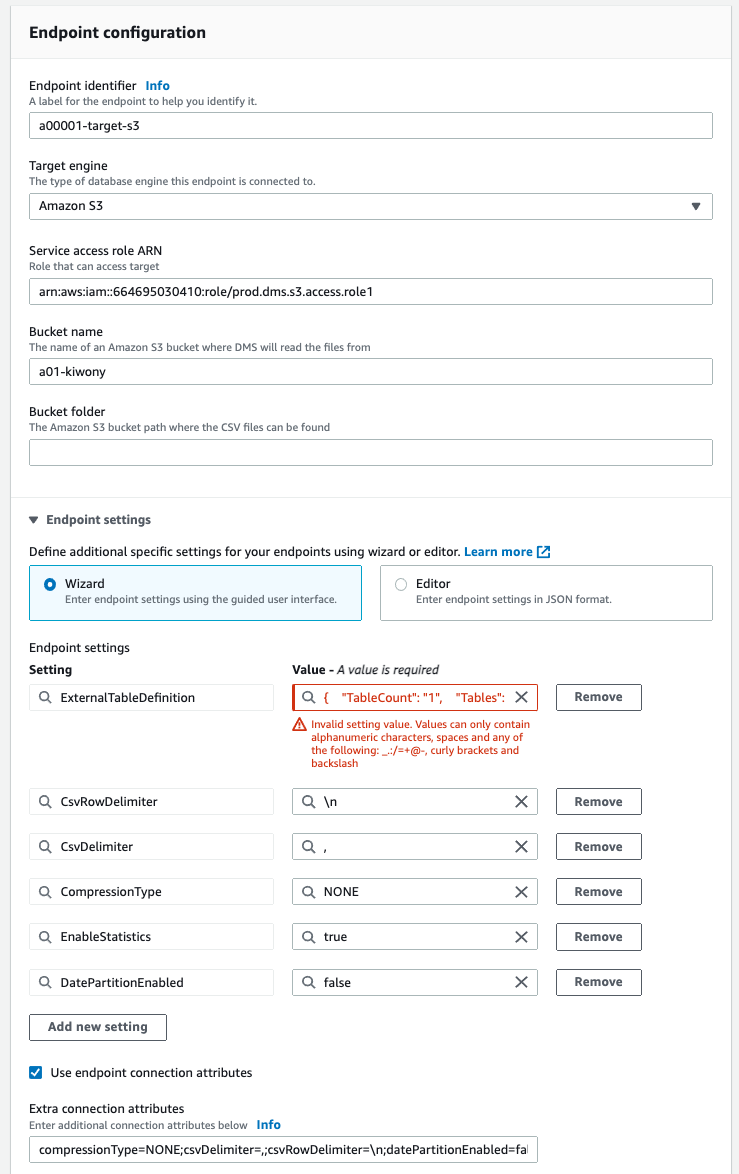 Endpoint configuration
Endpoint identifier Info
A label for the endpoint to help you identify it.
a00001-target-s3
Target engine
The type of database engine this endpoint is connected to.
Amazon S3
Service access role ARN
Role that can access target
arn:aws:iam::664695030410:role/prod.dms.s3.access.role1
Bucket name
The name of an Amazon S3 bucket where DMS will read the files from
a01-kiwony
Bucket folder
The Amazon S3 bucket path where the CSV files can be found
Endpoint settings
Define additional specific settings for your endpoints using wizard or editor. Learn more
Wizard
Enter endpoint settings using the guided user interface.
Editor
Enter endpoint settings in JSON format.
Endpoint settings
Setting Value - A value is required
ExternalTableDefinition { "TableCount": "1", "Tables": Remove
Invalid setting value. Values can only contain
alphanumeric characters, spaces and any of
the following: _.:/=+@-, curly brackets and
backslash
CsvRowDelimiter \n Remove
CsvDelimiter , Remove
CompressionType NONE Remove
EnableStatistics true Remove
DatePartitionEnabled false Remove
Add new setting
Use endpoint connection attributes
Extra connection attributes
Enter additional connection attributes below Info
compressionType=NONE;csvDelimiter=,;csvRowDelimiter=\n;datePartitionEnabled=fal